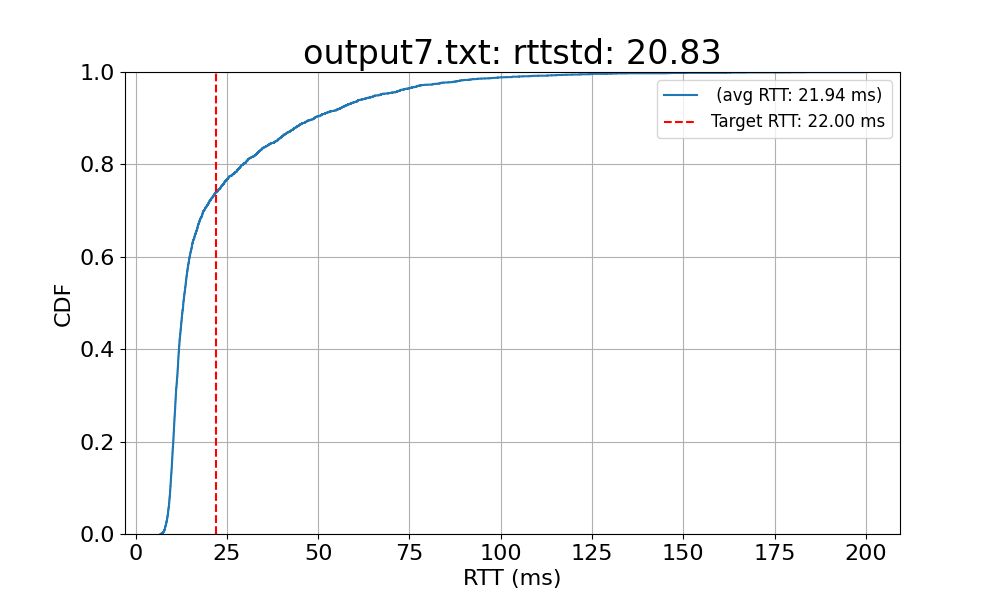 output7.txt: rttstd: 20.83
(avg RTT: 21.94 ms)
Target RTT: 22.00 ms
CDF
1.0
0.8
0.6
0.4
0.2
0.0
0 25 50 75 100 125 150 175 200
RTT (ms)